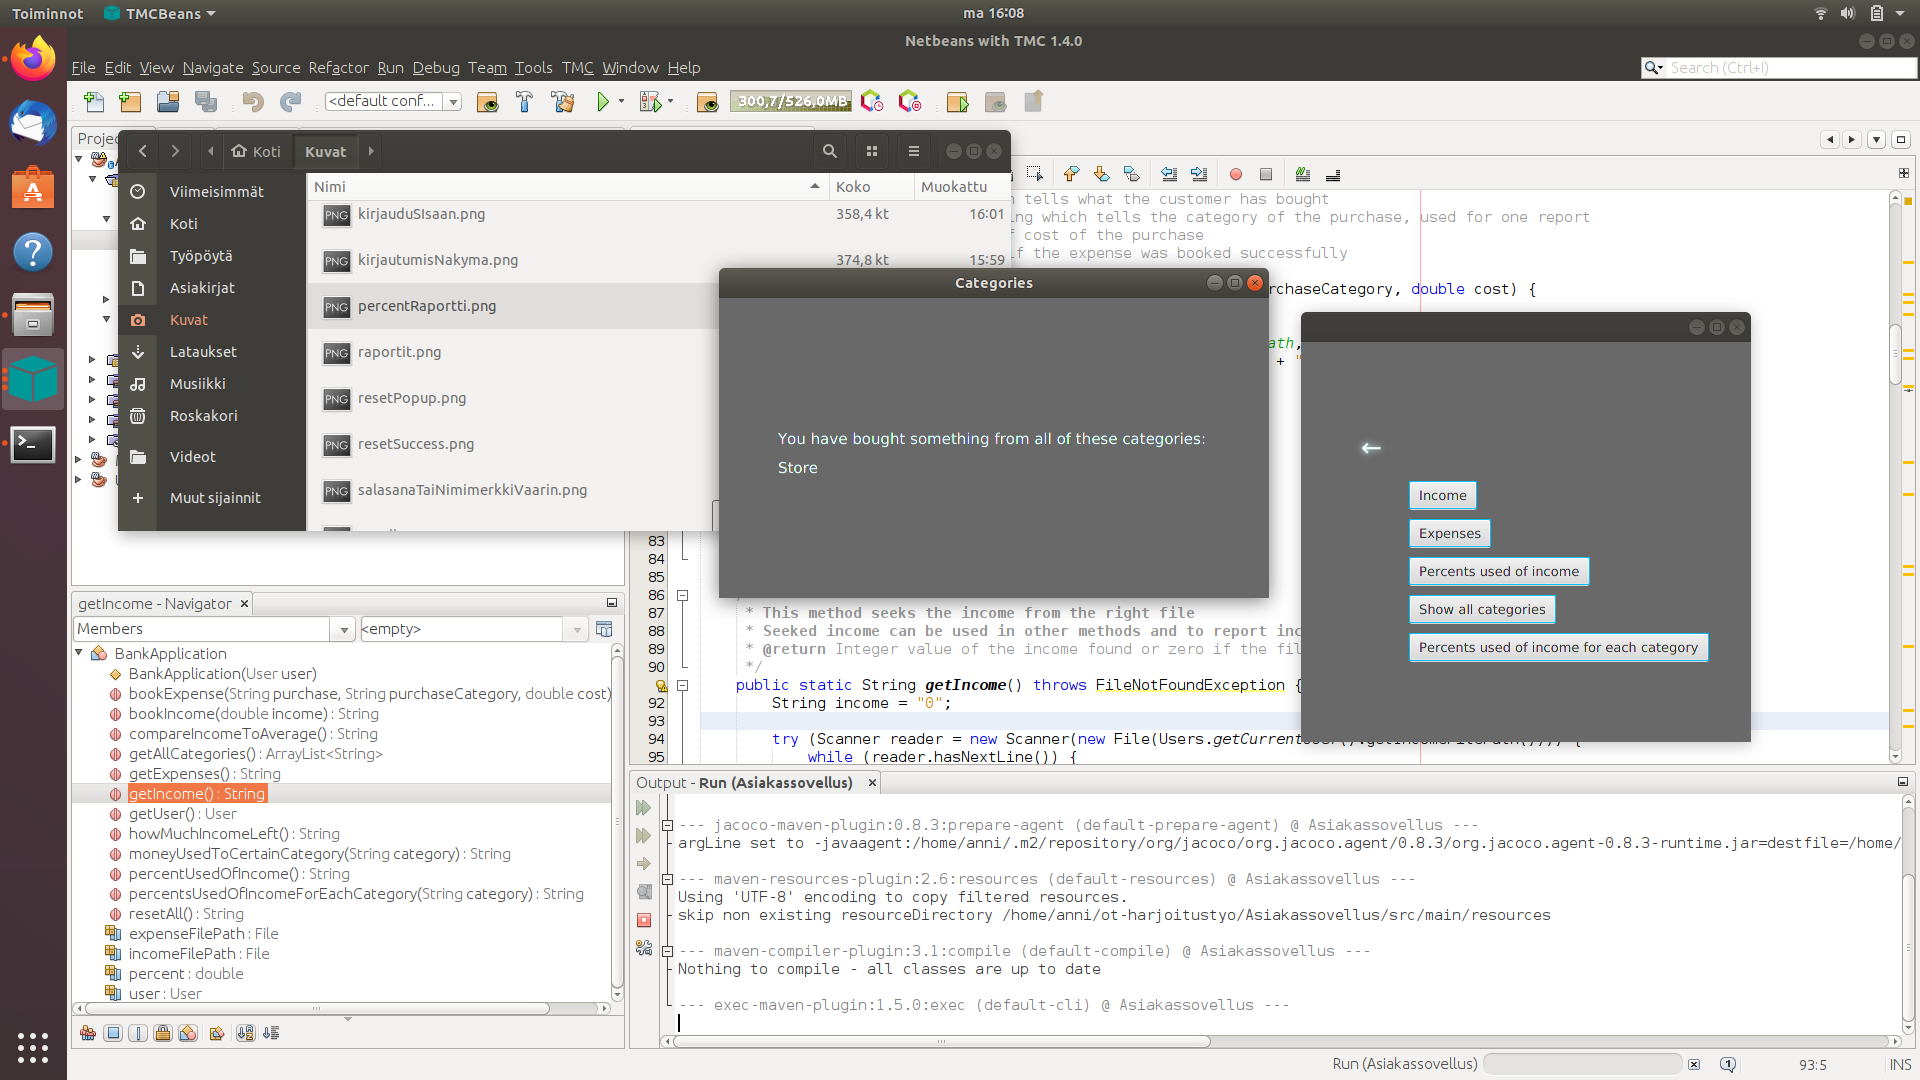 Toiminnot
TMCBeans
ma 16:08
Netbeans with TMC 1.4.0
File Edit View Navigate Source Refactor Run Debug Team Tools TMC Window Help
Search (Ctrl+I)
<default conf...
300,7/526,0MB
Projec
Koti
Kuvat
Viimeisimmät
Koti
Työpöytä
Asiakirjat
Kuvat
Lataukset
Musiikki
Roskakori
Videot
Muut sijainnit
Nimi Koko Muokattu
kirjauduSIsaan.png 358,4 kt 16:01
kirjautumisNakyma.png 374,8 kt 15:59
percentRaportti.png
raportit.png
resetPopup.png
resetSuccess.png
salasanaTaiNimimerkkiVaarin.png
tells what the customer has bought
ing which tells the category of the purchase, used for one report
cost of the purchase
if the expense was booked successfully
rchaseCategory, double cost) {
ath,
+ "
Categories
You have bought something from all of these categories:
Store
←
Income
Expenses
Percents used of income
Show all categories
Percents used of income for each category
83
84
85
86
87 * This method seeks the income from the right file
88 * Seeked income can be used in other methods and to report inc
89 * @return Integer value of the income found or zero if the fil
90 */
public static String getIncome() throws FileNotFoundException {
92 String income = "0";
93
94 try (Scanner reader = new Scanner(new File(Users.getCurrentUser().getIncomeFilePath()))) {
95 while (reader.hasNextLine()) {
getIncome - Navigator
Members
<empty>
BankApplication
BankApplication(User user)
bookExpense(String purchase, String purchaseCategory, double cost)
bookIncome(double income) : String
compareIncomeToAverage() : String
getAllCategories() : ArrayList<String>
getExpenses() : String
getIncome() : String
getUser() : User
howMuchIncomeLeft() : String
moneyUsedToCertainCategory(String category) : String
percentUsedOfIncome() : String
percentsUsedOfIncomeForEachCategory(String category) : String
resetAll() : String
expenseFilePath : File
incomeFilePath : File
percent : double
user : User
Output - Run (Asiakassovellus)
--- jacoco-maven-plugin:0.8.3:prepare-agent (default-prepare-agent) @ Asiakassovellus ---
argLine set to -javaagent:/home/anni/.m2/repository/org/jacoco/org.jacoco.agent/0.8.3/org.jacoco.agent-0.8.3-runtime.jar=destfile=/home/
--- maven-resources-plugin:2.6:resources (default-resources) @ Asiakassovellus ---
Using 'UTF-8' encoding to copy filtered resources.
skip non existing resourceDirectory /home/anni/ot-harjoitustyo/Asiakassovellus/src/main/resources
--- maven-compiler-plugin:3.1:compile (default-compile) @ Asiakassovellus ---
Nothing to compile - all classes are up to date
--- exec-maven-plugin:1.5.0:exec (default-cli) @ Asiakassovellus ---
Run (Asiakassovellus)
1
93:5
INS